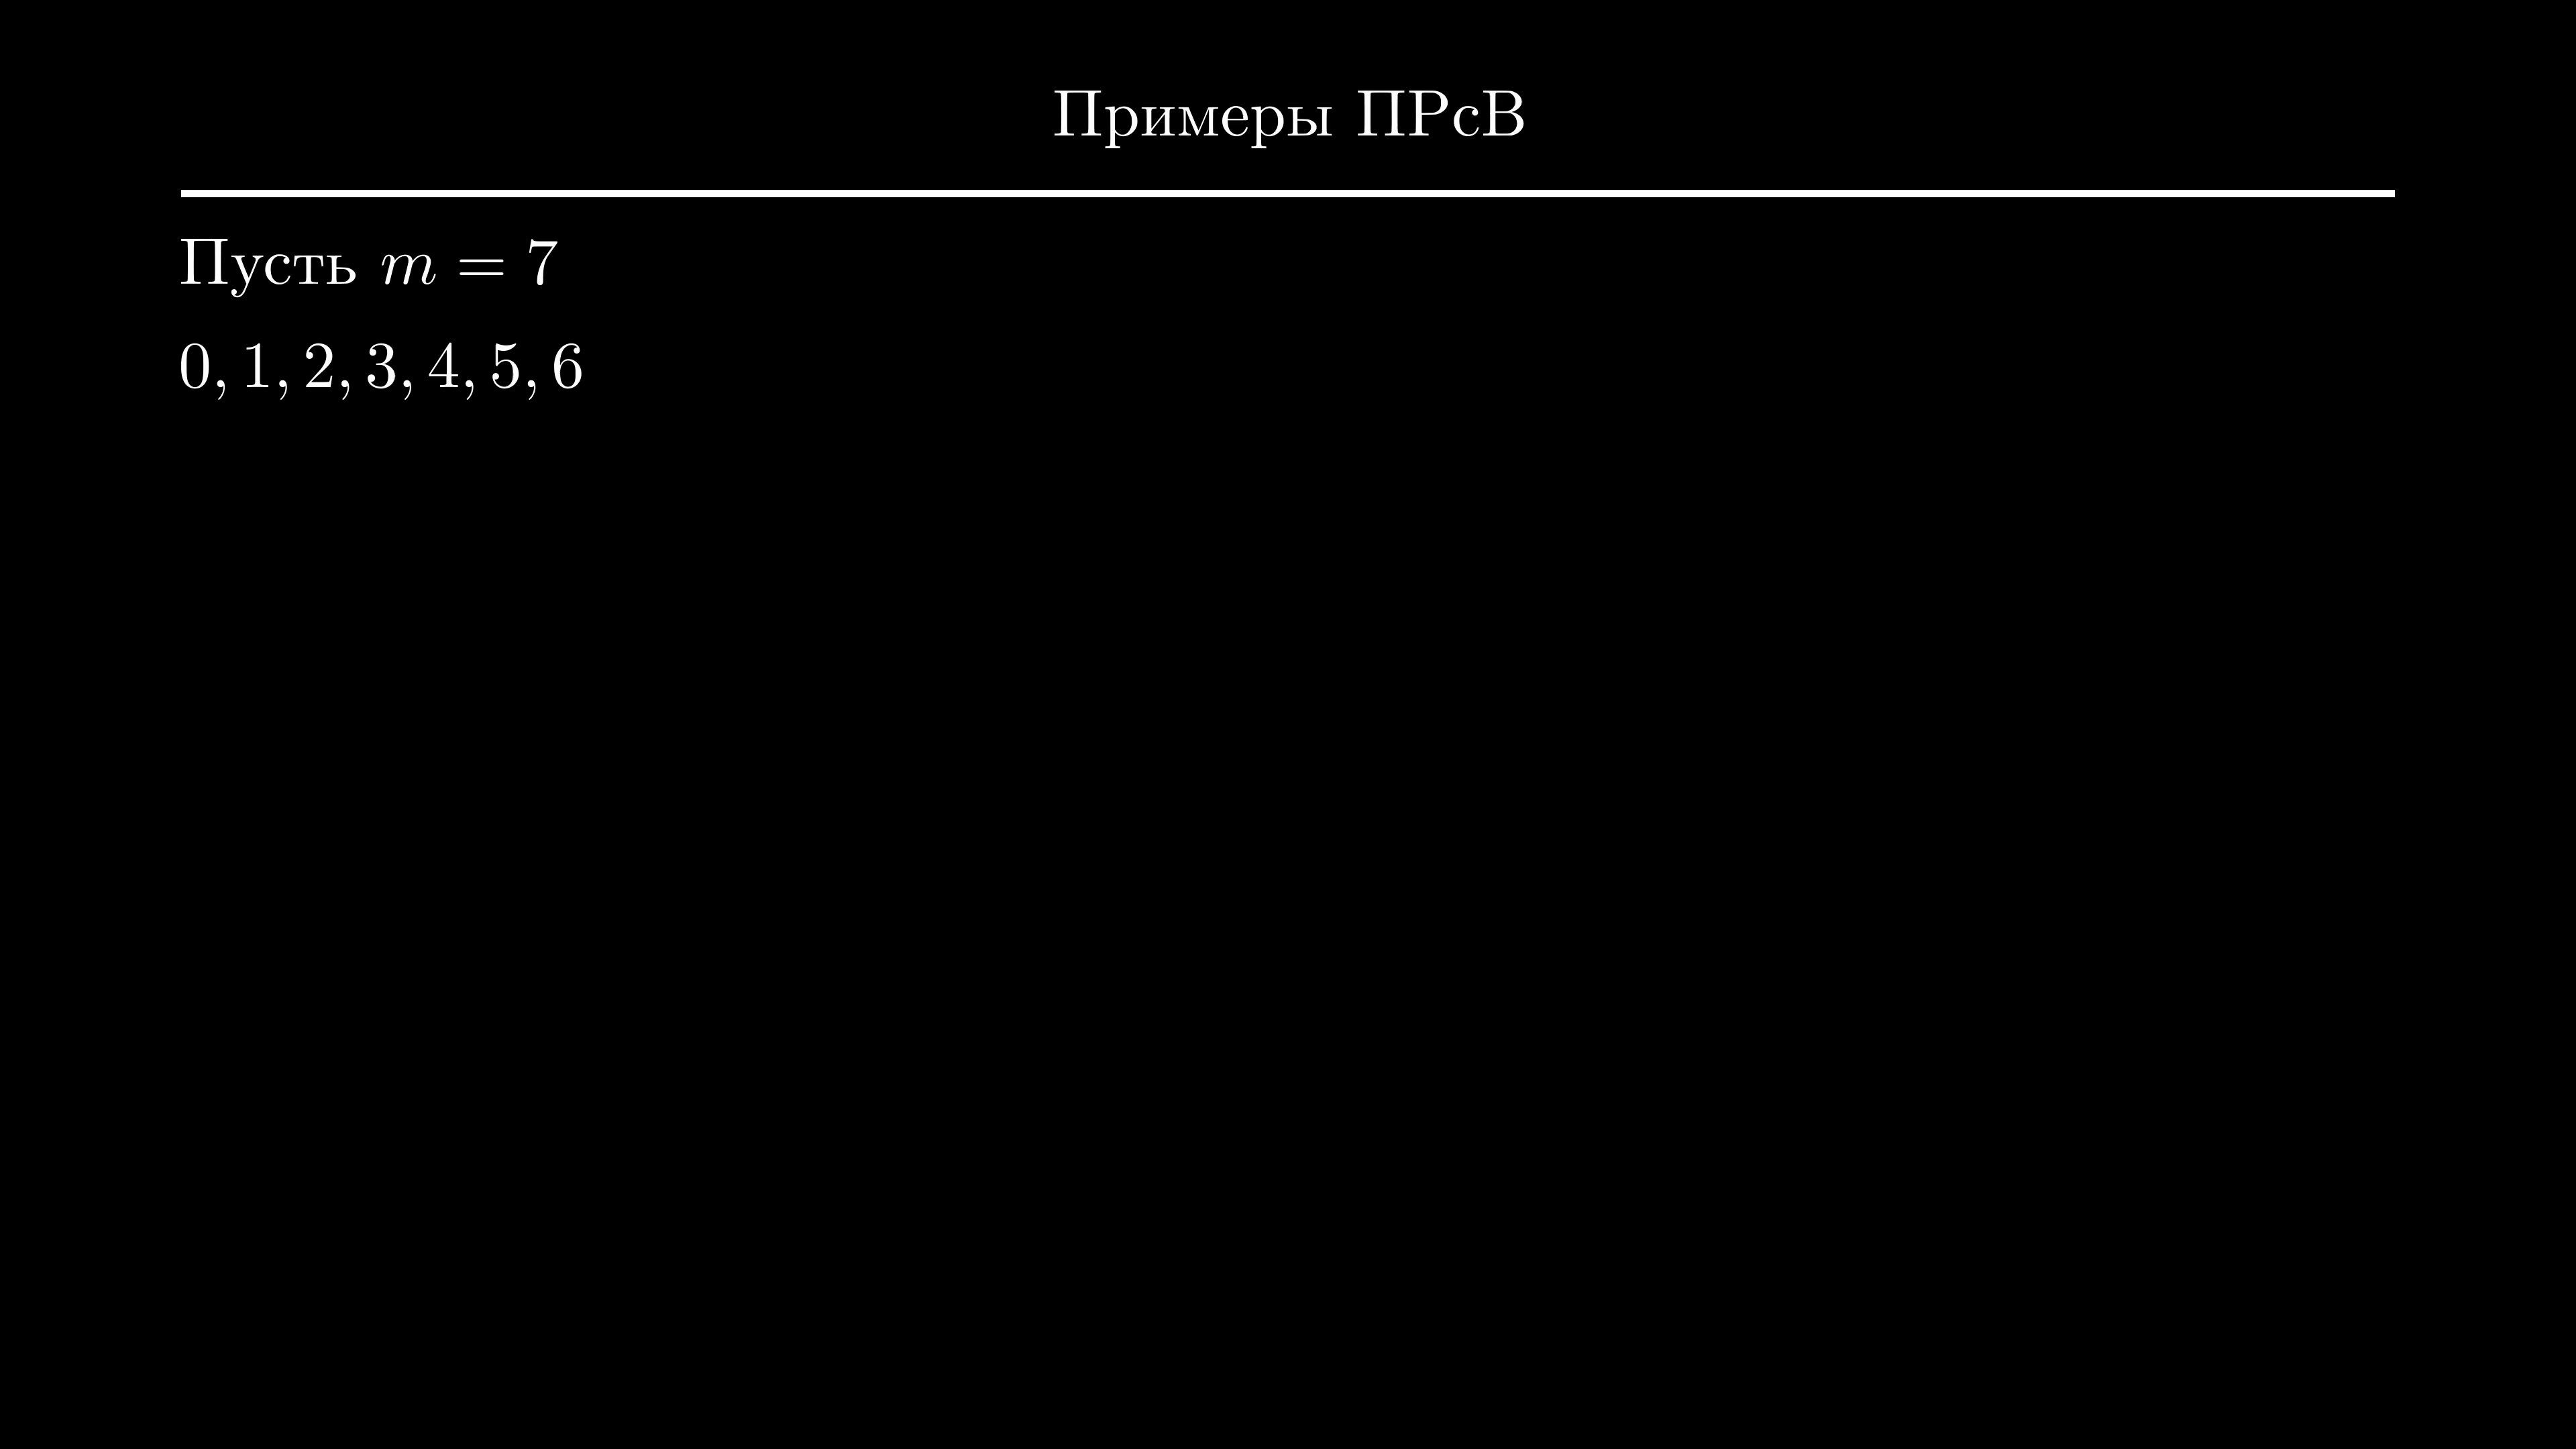 Примеры ПРсВ
Пусть m = 7
0, 1, 2, 3, 4, 5, 6